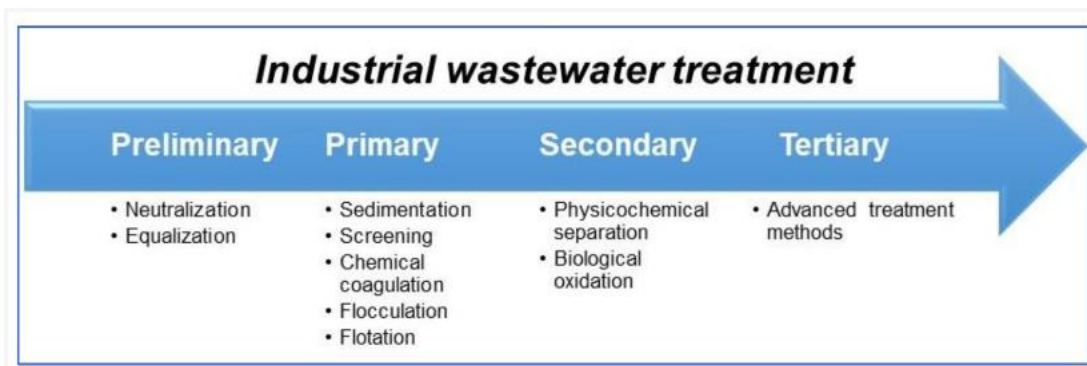 Industrial wastewater treatment
Preliminary
Primary
Secondary
Tertiary
• Neutralization
• Equalization
• Sedimentation
• Screening
• Chemical
coagulation
• Flocculation
• Flotation
• Physicochemical
separation
• Biological
oxidation
• Advanced treatment
methods